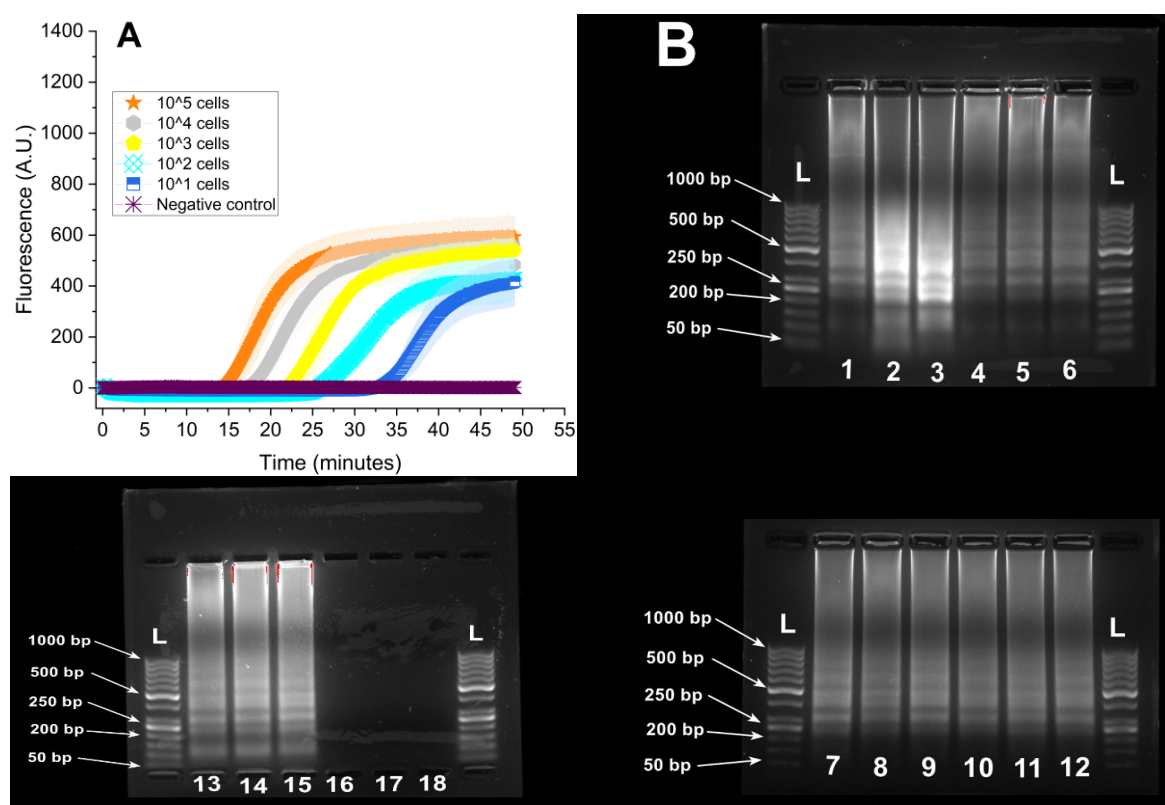 A
1400
1200
1000
800
600
400
200
0
Fluorescence (A.U.)
10^5 cells
10^4 cells
10^3 cells
10^2 cells
10^1 cells
Negative control
0 5 10 15 20 25 30 35 40 45 50 55
Time (minutes)
B
L L
1000 bp
500 bp
250 bp
200 bp
50 bp
1 2 3 4 5 6
L L
1000 bp
500 bp
250 bp
200 bp
50 bp
13 14 15 16 17 18
L L
1000 bp
500 bp
250 bp
200 bp
50 bp
7 8 9 10 11 12